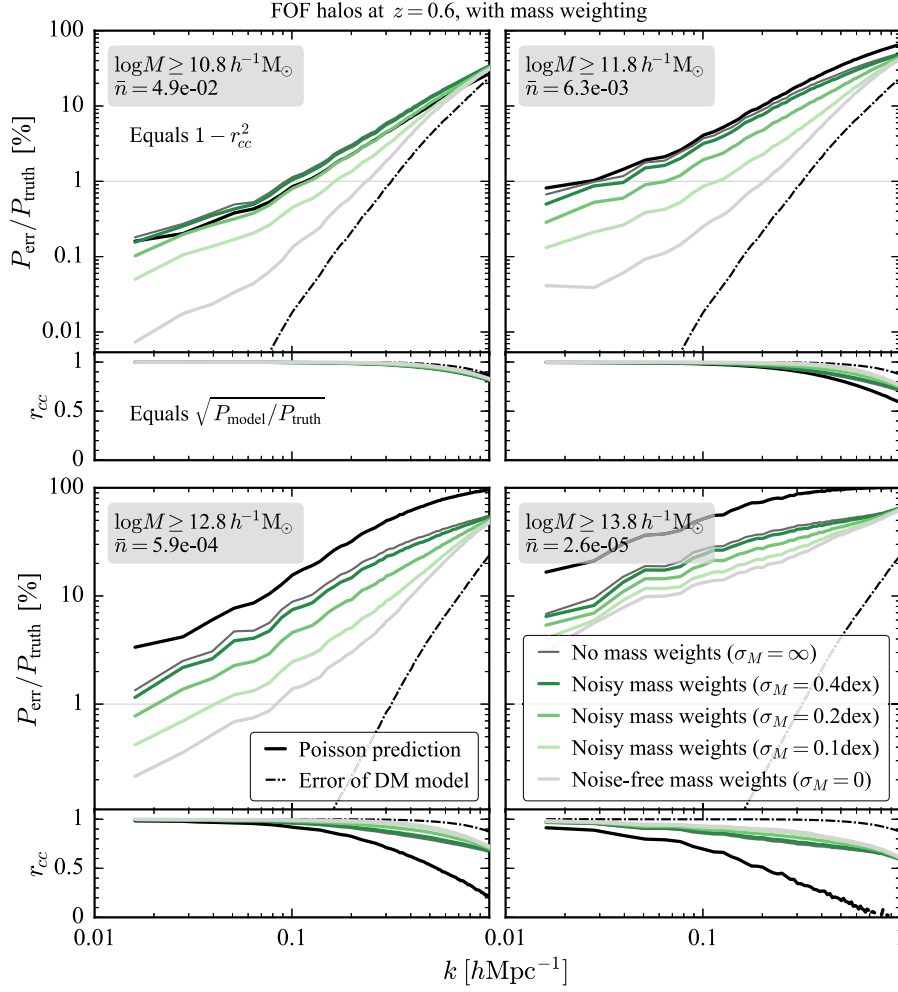 FOF halos at z = 0.6, with mass weighting
100
10
1
0.1
0.01
P_err/P_truth [%]
log M ≥ 10.8 h⁻¹M⊙
n̄ = 4.9e-02
Equals 1 − r²_cc
log M ≥ 11.8 h⁻¹M⊙
n̄ = 6.3e-03
1
0.5
0
r_cc
Equals √(P_model/P_truth)
100
10
1
P_err/P_truth [%]
log M ≥ 12.8 h⁻¹M⊙
n̄ = 5.9e-04
Poisson prediction
Error of DM model
log M ≥ 13.8 h⁻¹M⊙
n̄ = 2.6e-05
No mass weights (σ_M = ∞)
Noisy mass weights (σ_M = 0.4dex)
Noisy mass weights (σ_M = 0.2dex)
Noisy mass weights (σ_M = 0.1dex)
Noise-free mass weights (σ_M = 0)
1
0.5
0
r_cc
0.01 0.1 0.01 0.1 1
k [hMpc⁻¹]